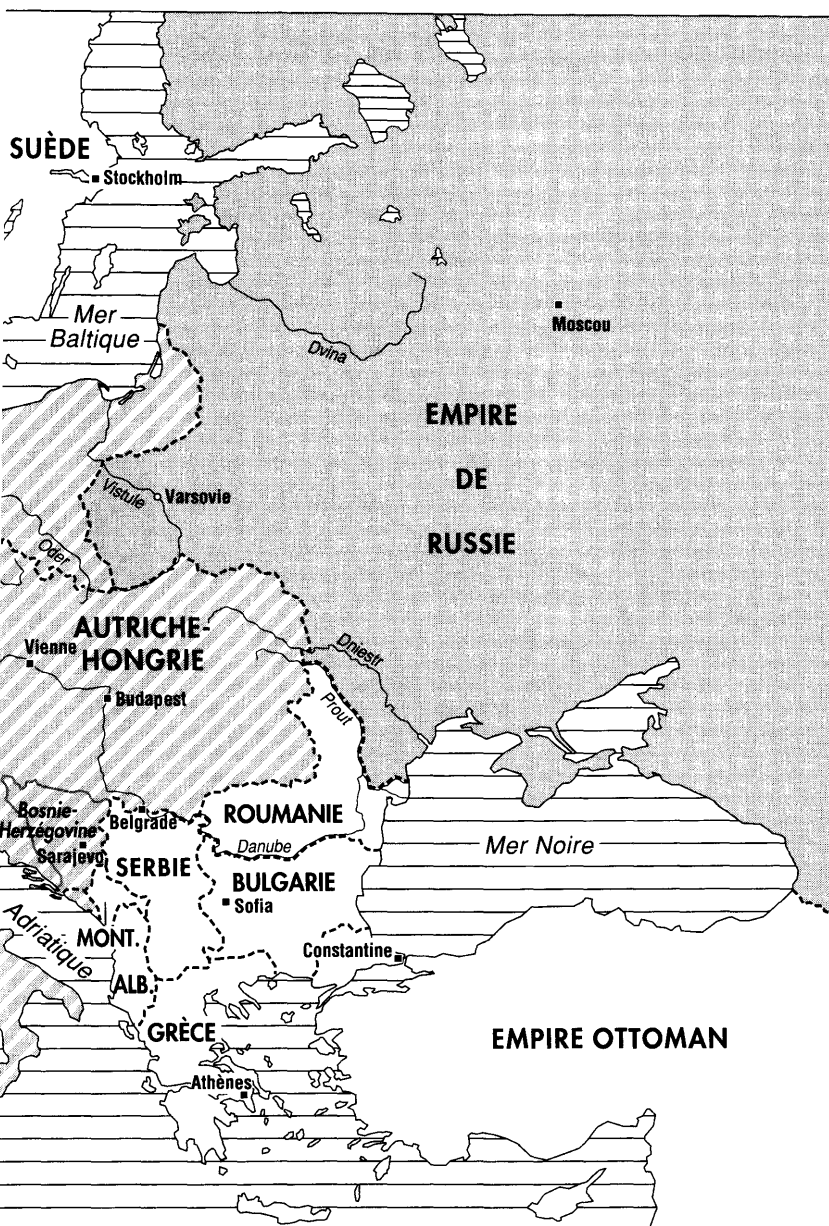 SUÈDE
Stockholm
Mer
Baltique
Moscou
Dvina
EMPIRE
DE
RUSSIE
Vistule
Varsovie
Oder
AUTRICHE-
HONGRIE
Vienne
Budapest
Dniestr
Prout
Bosnie-
Herzégovine
Sarajevo
Belgrade
ROUMANIE
Danube
SERBIE
BULGARIE
Sofia
Mer Noire
Adriatique
MONT.
Constantine
ALB.
GRÈCE
EMPIRE OTTOMAN
Athènes